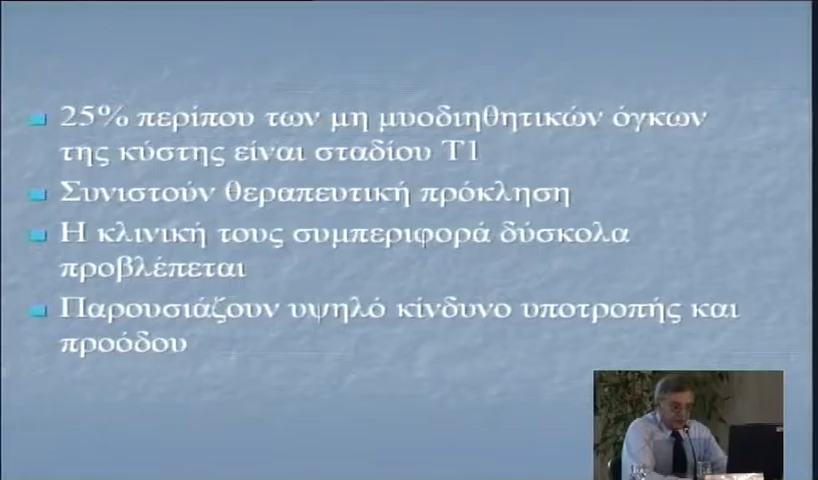 25% περίπου των μη μυοδιηθητικών όγκων
της κύστης είναι σταδίου Τ1
Συνιστούν θεραπευτική πρόκληση
Η κλινική τους συμπεριφορά δύσκολα
προβλέπεται
Παρουσιάζουν υψηλό κίνδυνο υποτροπής και
προόδου